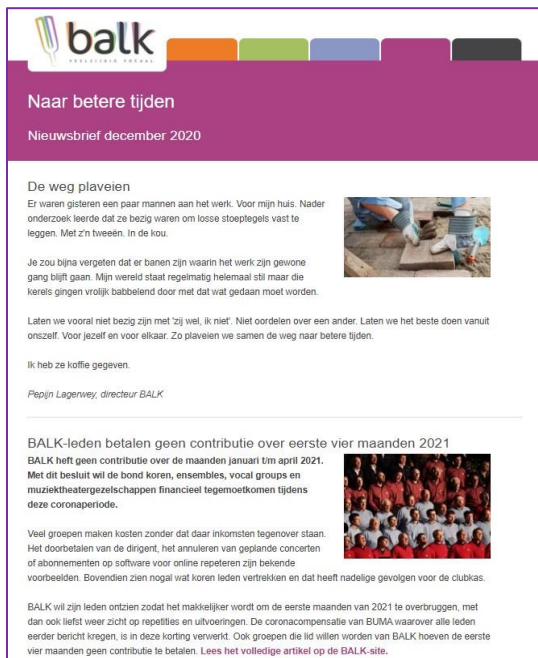 balk
VEELZIJDIG VOCAAL
Naar betere tijden
Nieuwsbrief december 2020
De weg plaveien
Er waren gisteren een paar mannen aan het werk. Voor mijn huis. Nader
onderzoek leerde dat ze bezig waren om losse stoeptegels vast te
leggen. Met z'n tweeën. In de kou.
Je zou bijna vergeten dat er banen zijn waarin het werk zijn gewone
gang blijft gaan. Mijn wereld staat regelmatig helemaal stil maar die
kerels gingen vrolijk babbelend door met dat wat gedaan moet worden.
Laten we vooral niet bezig zijn met 'zij wel, ik niet'. Niet oordelen over een ander. Laten we het beste doen vanuit
onszelf. Voor jezelf en voor elkaar. Zo plaveien we samen de weg naar betere tijden.
Ik heb ze koffie gegeven.
Pepijn Lagerwey, directeur BALK
BALK-leden betalen geen contributie over eerste vier maanden 2021
BALK heft geen contributie over de maanden januari t/m april 2021.
Met dit besluit wil de bond koren, ensembles, vocal groups en
muziektheatergezelschappen financieel tegemoetkomen tijdens
deze coronaperiode.
Veel groepen maken kosten zonder dat daar inkomsten tegenover staan.
Het doorbetalen van de dirigent, het annuleren van geplande concerten
of abonnementen op software voor online repeteren zijn bekende
voorbeelden. Bovendien zien nogal wat koren leden vertrekken en dat heeft nadelige gevolgen voor de clubkas.
BALK wil zijn leden ontzien zodat het makkelijker wordt om de eerste maanden van 2021 te overbruggen, met
dan ook liefst weer zicht op repetities en uitvoeringen. De coronacompensatie van BUMA waarover alle leden
eerder bericht kregen, is in deze korting verwerkt. Ook groepen die lid willen worden van BALK hoeven de eerste
vier maanden geen contributie te betalen. Lees het volledige artikel op de BALK-site.